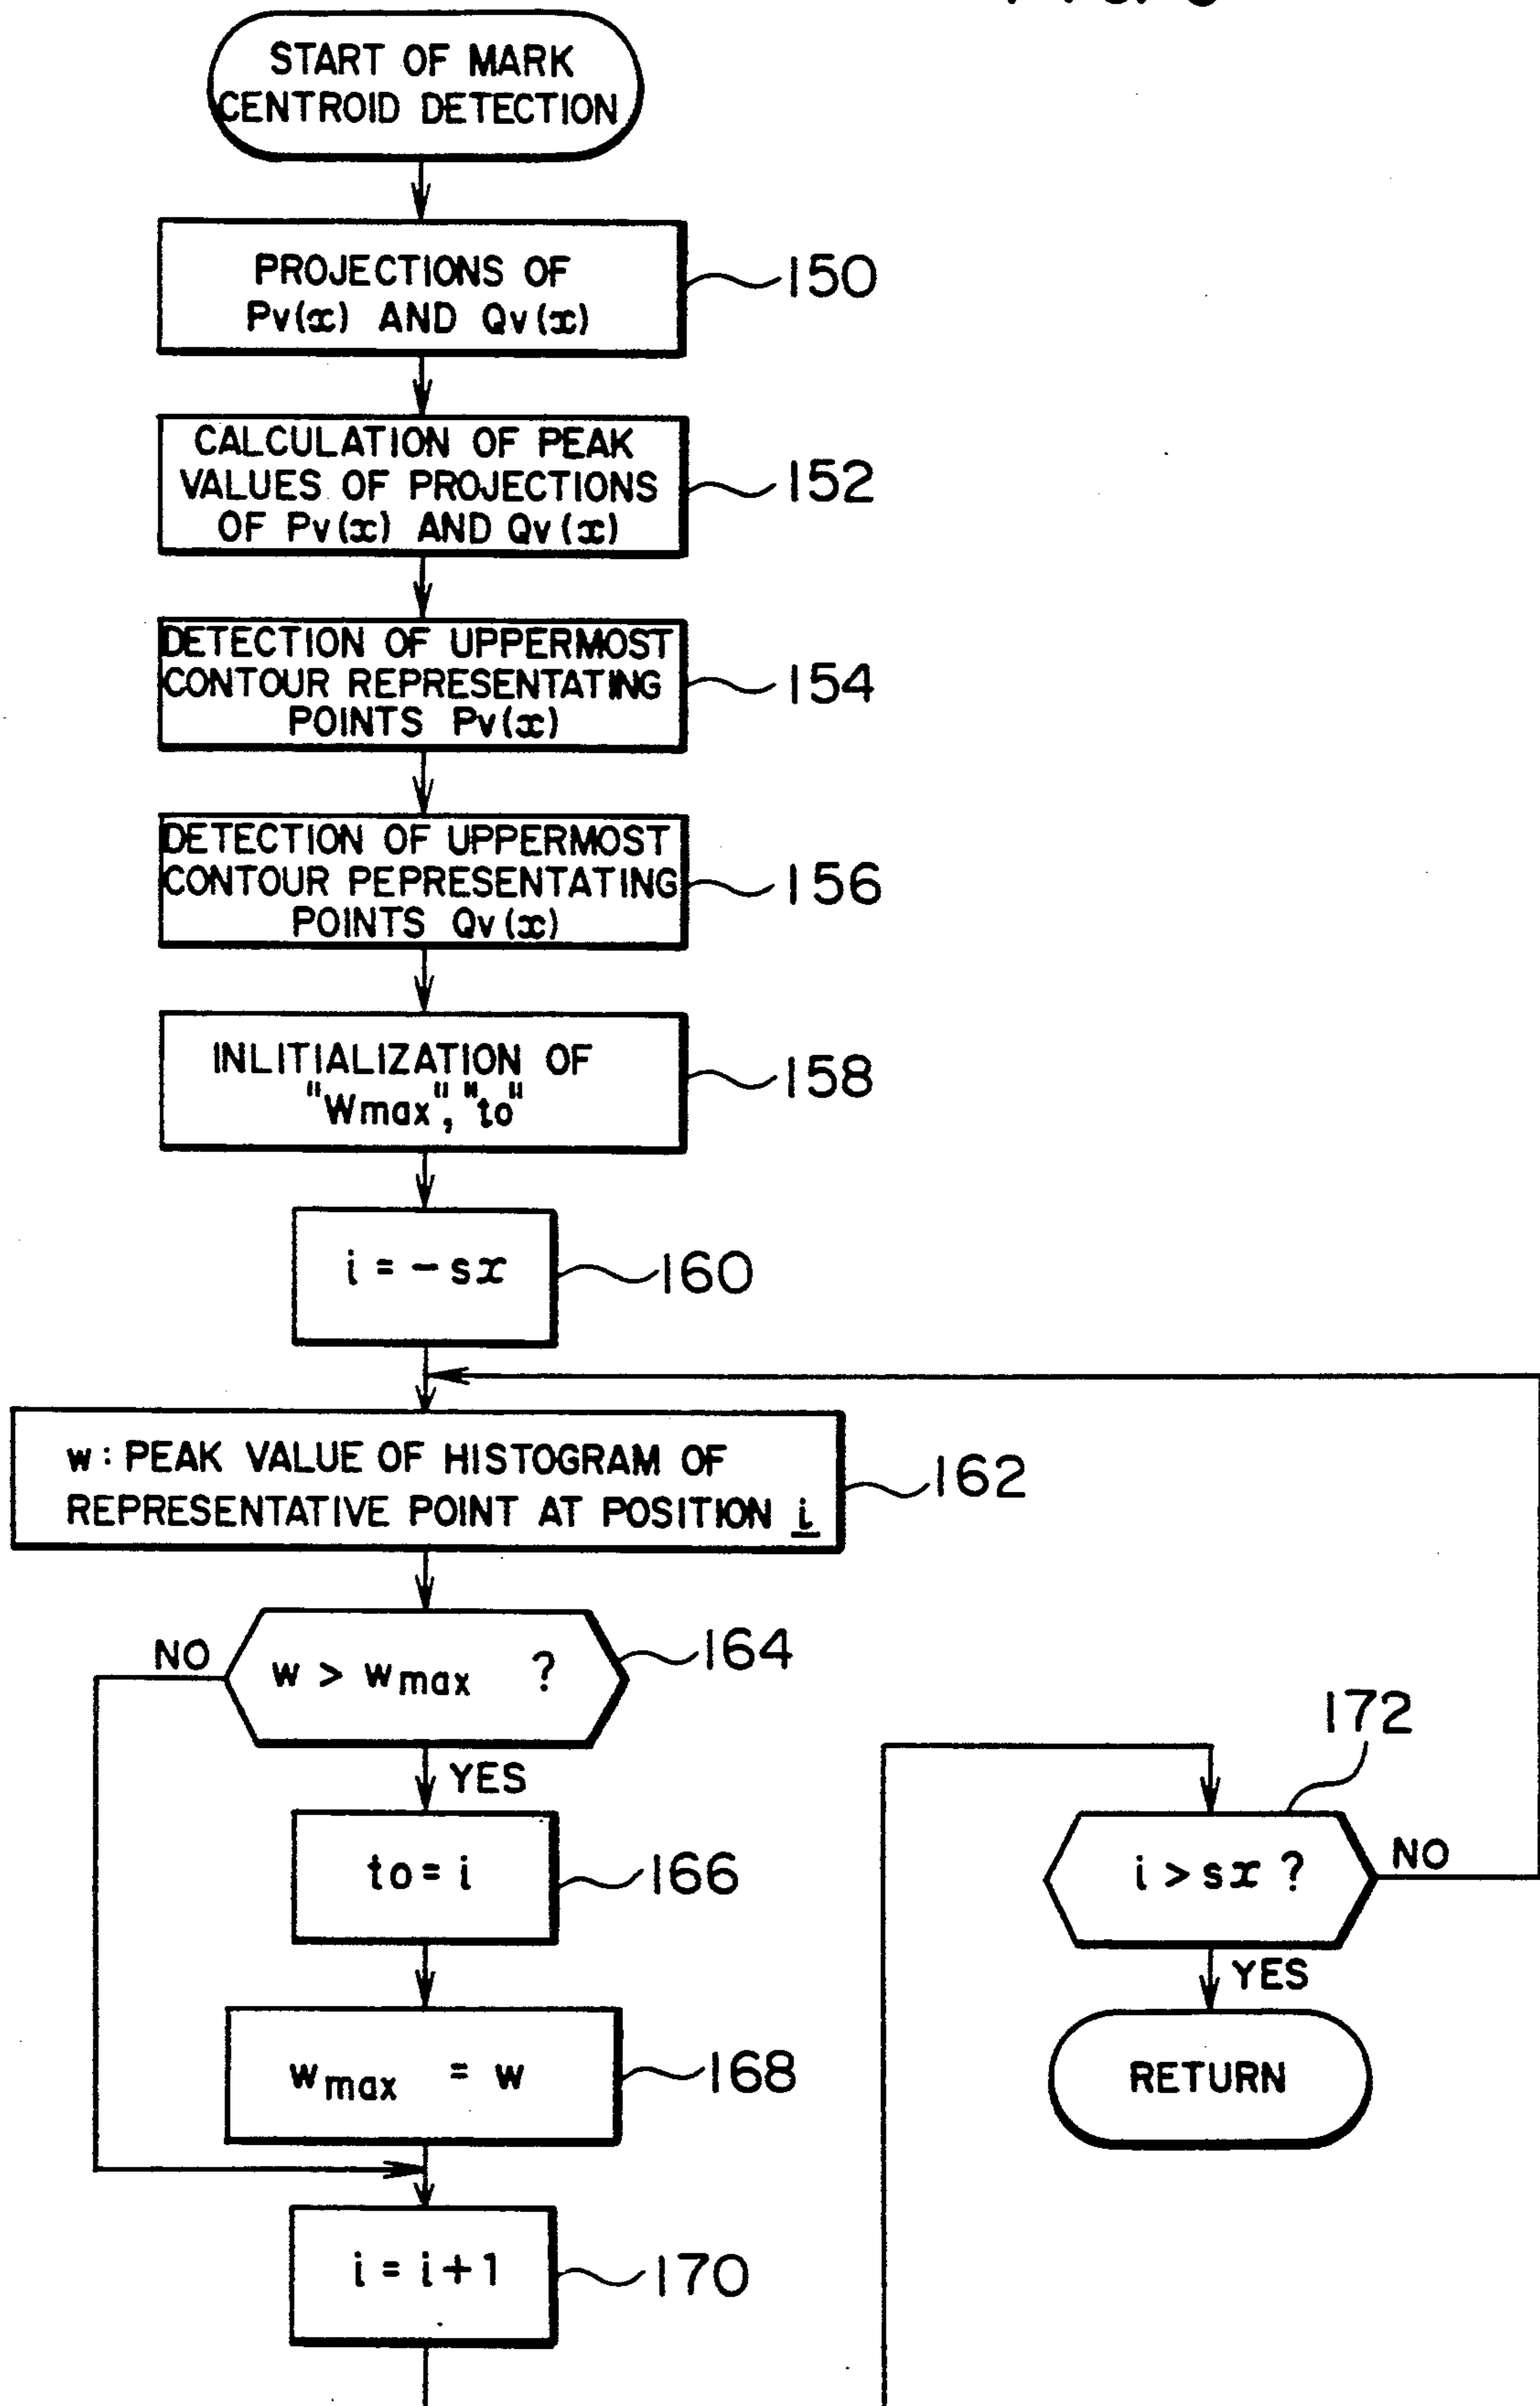 START OF MARK
CENTROID DETECTION
PROJECTIONS OF
Pv(x) AND Qv(x)
150
CALCULATION OF PEAK
VALUES OF PROJECTIONS
OF Pv(x) AND Qv(x)
152
DETECTION OF UPPERMOST
CONTOUR REPRESENTATING
POINTS Pv(x)
154
DETECTION OF UPPERMOST
CONTOUR PEPRESENTATING
POINTS Qv(x)
156
INLITIALIZATION OF
"Wmax", "to"
158
i = -sx
160
w : PEAK VALUE OF HISTOGRAM OF
REPRESENTATIVE POINT AT POSITION i
162
NO
w > wmax ?
164
YES
to = i
166
wmax = w
168
i = i+1
170
172
i > sx ?
NO
YES
RETURN